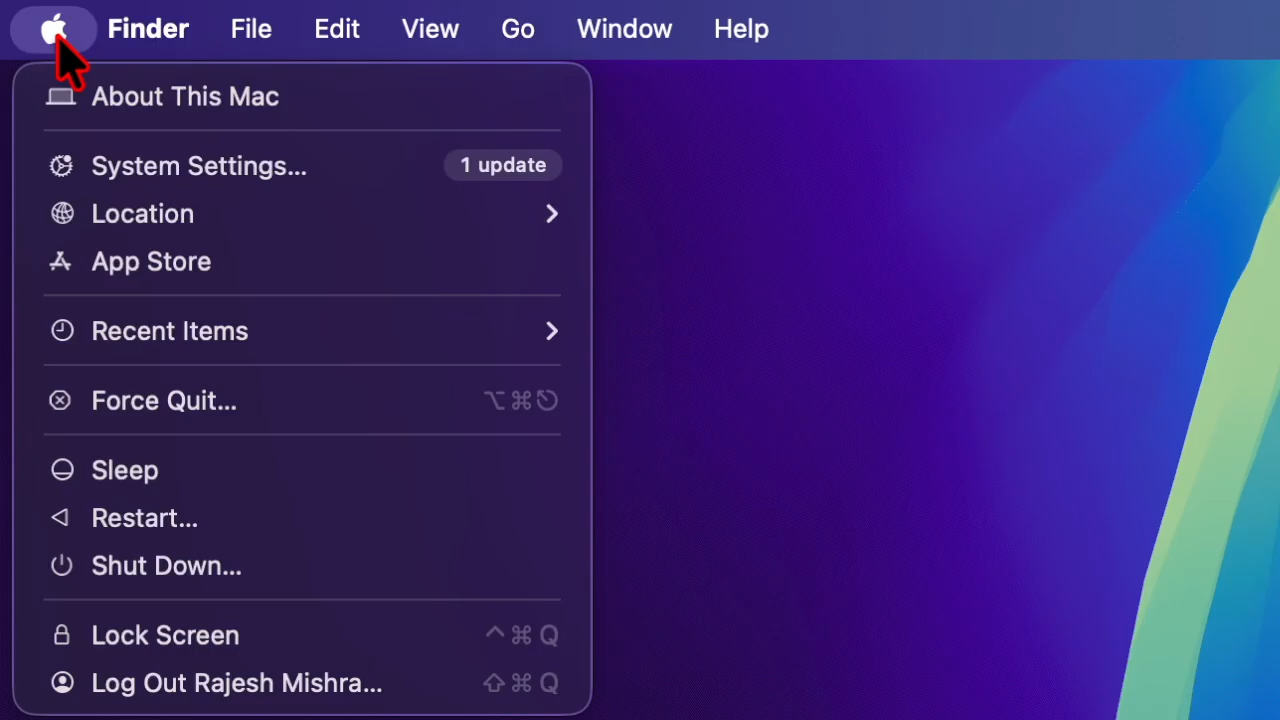 Finder File Edit View Go Window Help
About This Mac
System Settings... 1 update
Location
App Store
Recent Items
Force Quit... ⌥⌘⎋
Sleep
Restart...
Shut Down...
Lock Screen ^⌘Q
Log Out Rajesh Mishra... ⇧⌘Q